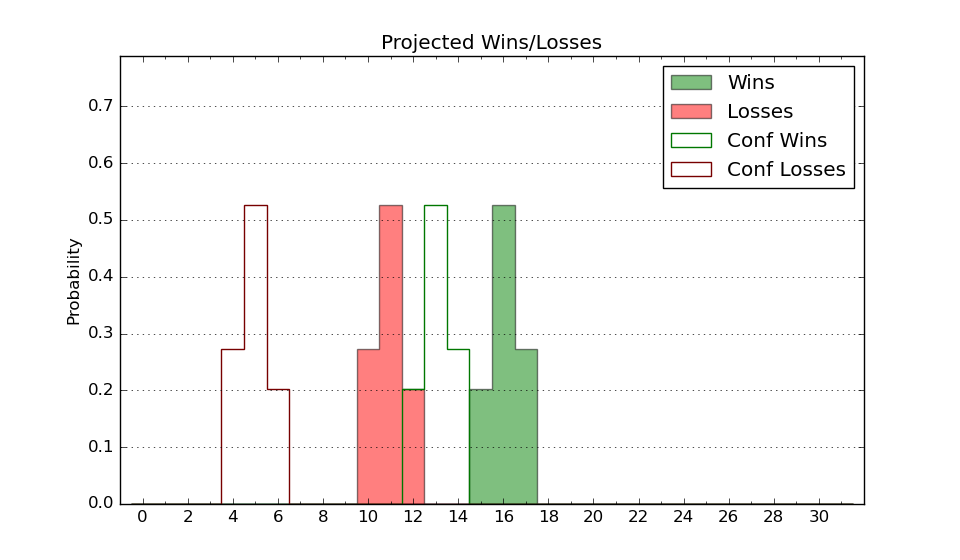 Projected Wins/Losses
Wins
Losses
Conf Wins
Conf Losses
Probability
0.7
0.6
0.5
0.4
0.3
0.2
0.1
0.0
0 2 4 6 8 10 12 14 16 18 20 22 24 26 28 30